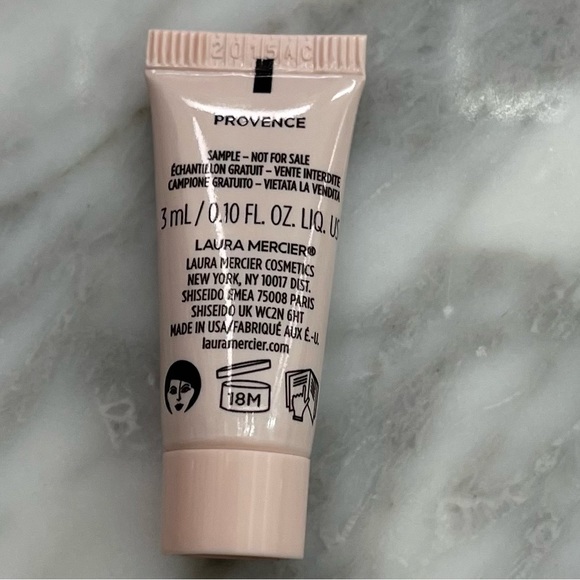 2015AC
PROVENCE
SAMPLE – NOT FOR SALE
ÉCHANTILLON GRATUIT – VENTE INTERDITE
CAMPIONE GRATUITO – VIETATA LA VENDITA
3 mL / 0.10 FL. OZ. LIQ. US
LAURA MERCIER®
LAURA MERCIER COSMETICS
NEW YORK, NY 10017 DIST.
SHISEIDO EMEA 75008 PARIS
SHISEIDO UK WC2N 6HT
MADE IN USA/FABRIQUÉ AUX É.-U.
lauramercier.com
18M